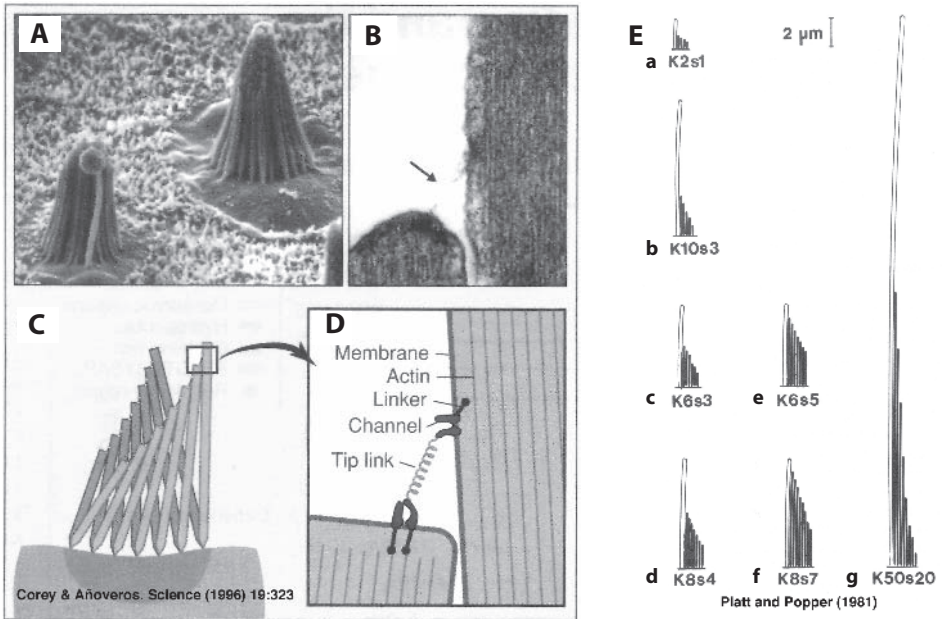 A
B
C
D
Membrane
Actin
Linker
Channel
Tip link
Corey & Añoveros. Science (1996) 19:323
E
2 µm
a K2s1
b K10s3
c K6s3
e K6s5
d K8s4
f K8s7
g K50s20
Platt and Popper (1981)